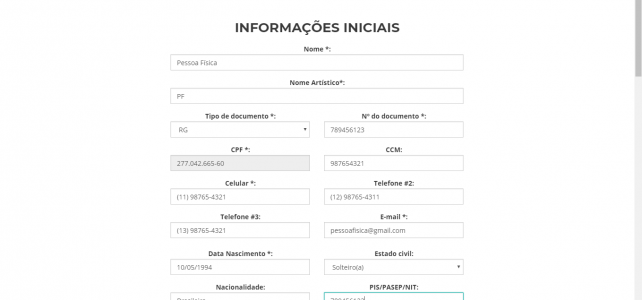 INFORMAÇÕES INICIAIS
Nome *:
Pessoa Física
Nome Artístico*:
PF
Tipo de documento *: Nº do documento *:
RG 789456123
CPF *: CCM:
277.042.665-60 987654321
Celular *: Telefone #2:
(11) 98765-4321 (12) 98765-4311
Telefone #3: E-mail *:
(13) 98765-4321 pessoafisica@gmail.com
Data Nascimento *: Estado civil:
10/05/1994 Solteiro(a)
Nacionalidade: PIS/PASEP/NIT: